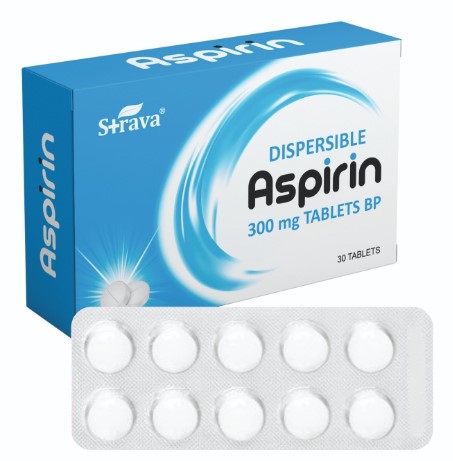 Aspirin
Aspirin
Strava®
DISPERSIBLE
Aspirin
300 mg TABLETS BP
30 TABLETS